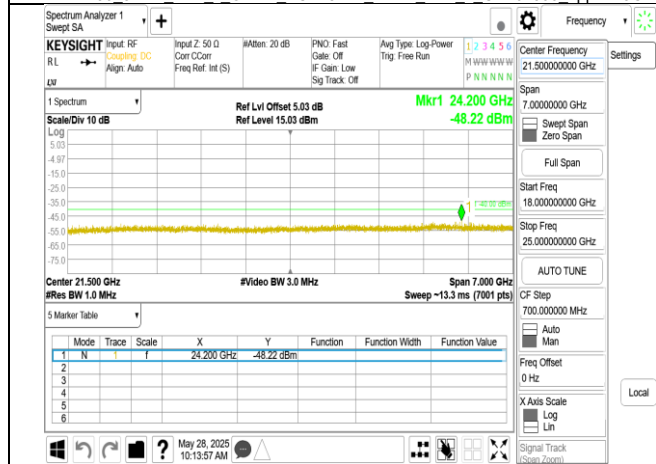 Spectrum Analyzer 1
Swept SA
Frequency
KEYSIGHT
RL
Input: RF
Coupling: DC
Align: Auto
Input Z: 50 Ω
Corr CCorr
Freq Ref: Int (S)
#Atten: 20 dB
PNO: Fast
Gate: Off
IF Gain: Low
Sig Track: Off
Avg Type: Log-Power
Trig: Free Run
1 2 3 4 5 6
M W W W W W
P N N N N N
Center Frequency
21.500000000 GHz
Settings
Span
7.00000000 GHz
Swept Span
Zero Span
Full Span
Start Freq
18.000000000 GHz
Stop Freq
25.000000000 GHz
AUTO TUNE
CF Step
700.000000 MHz
Auto
Man
Freq Offset
0 Hz
X Axis Scale
Log
Lin
Signal Track
(Span Zoom)
Local
1 Spectrum
Scale/Div 10 dB
Ref Lvl Offset 5.03 dB
Ref Level 15.03 dBm
Mkr1 24.200 GHz
-48.22 dBm
Log
5.03
-4.97
-15.0
-25.0
-35.0
-45.0
-55.0
-65.0
-75.0
1
Center 21.500 GHz
#Res BW 1.0 MHz
#Video BW 3.0 MHz
Span 7.000 GHz
Sweep ~13.3 ms (7001 pts)
5 Marker Table
Mode Trace Scale X Y Function Function Width Function Value
1 N 1 f 24.200 GHz -48.22 dBm
2
3
4
5
6
?
May 28, 2025
10:13:57 AM